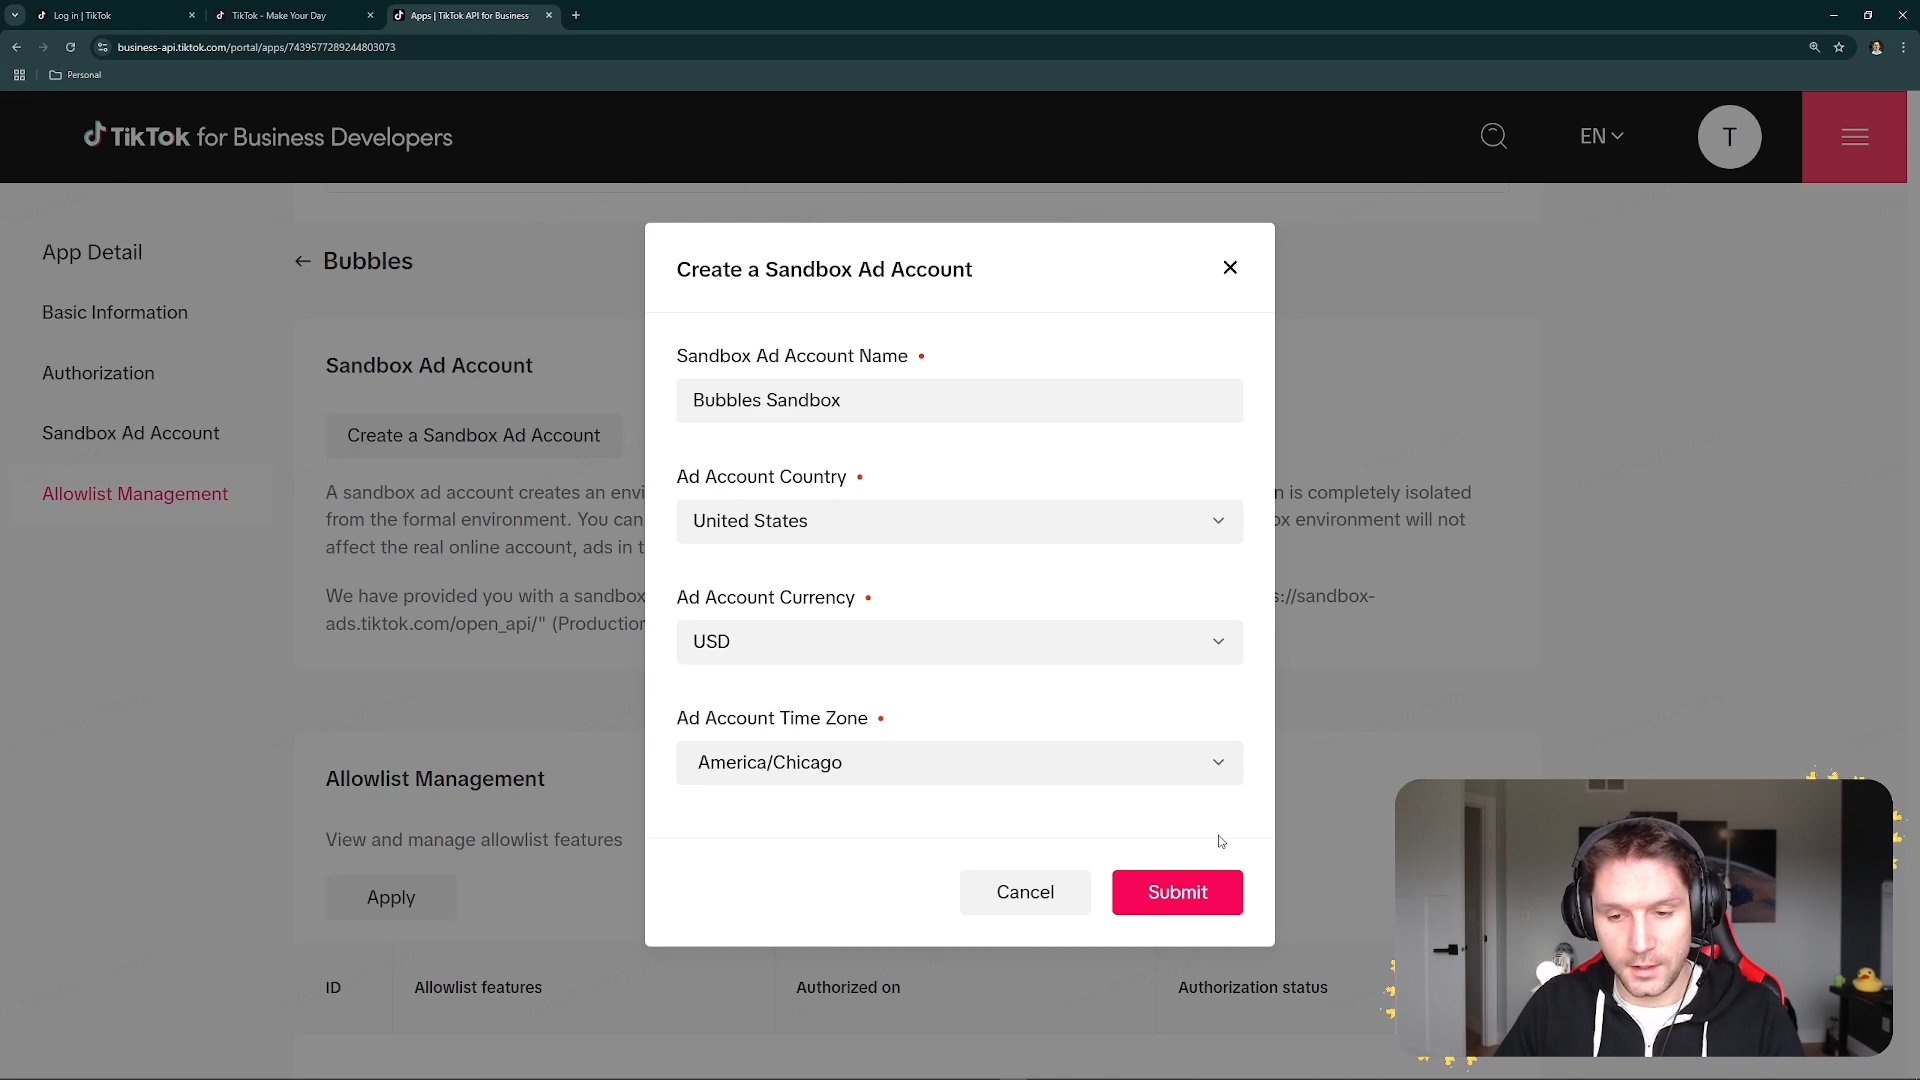 Log in | TikTok
TikTok - Make Your Day
Apps | TikTok API for Business
business-api.tiktok.com/portal/apps/7439577289244803073
Personal
TikTok for Business Developers
EN
T
App Detail
Basic Information
Authorization
Sandbox Ad Account
Allowlist Management
Bubbles
Sandbox Ad Account
Create a Sandbox Ad Account
A sandbox ad account creates an envi
n is completely isolated
from the formal environment. You can
ox environment will not
affect the real online account, ads in t
We have provided you with a sandbox
s://sandbox-
ads.tiktok.com/open_api/" (Production
Allowlist Management
View and manage allowlist features
Apply
ID
Allowlist features
Authorized on
Authorization status
Create a Sandbox Ad Account
Sandbox Ad Account Name
Bubbles Sandbox
Ad Account Country
United States
Ad Account Currency
USD
Ad Account Time Zone
America/Chicago
Cancel
Submit